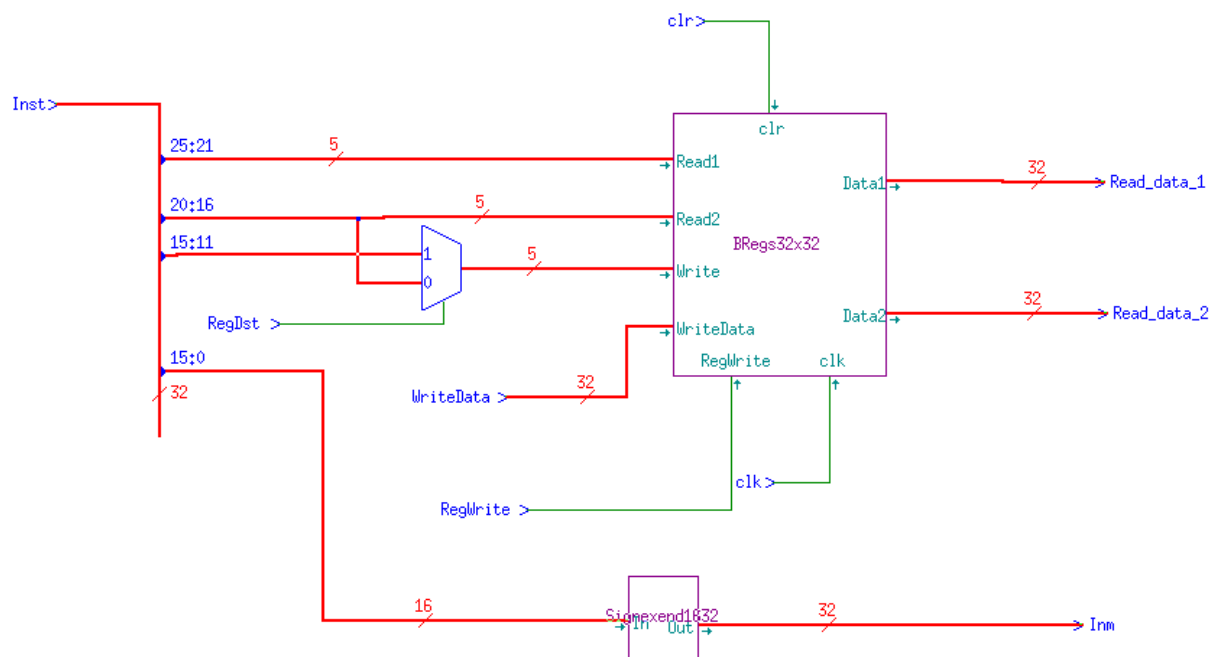 clr>
Inst>
clr
25:21
5
Read1
32
Data1
Read_data_1
20:16
5
Read2
15:11
1
5
BRegs32x32
Write
0
RegDst >
32
Data2
Read_data_2
WriteData
15:0
RegWrite
clk
32
32
WriteData >
clk>
RegWrite >
16
Signexend1632
In
Out
32
Inm